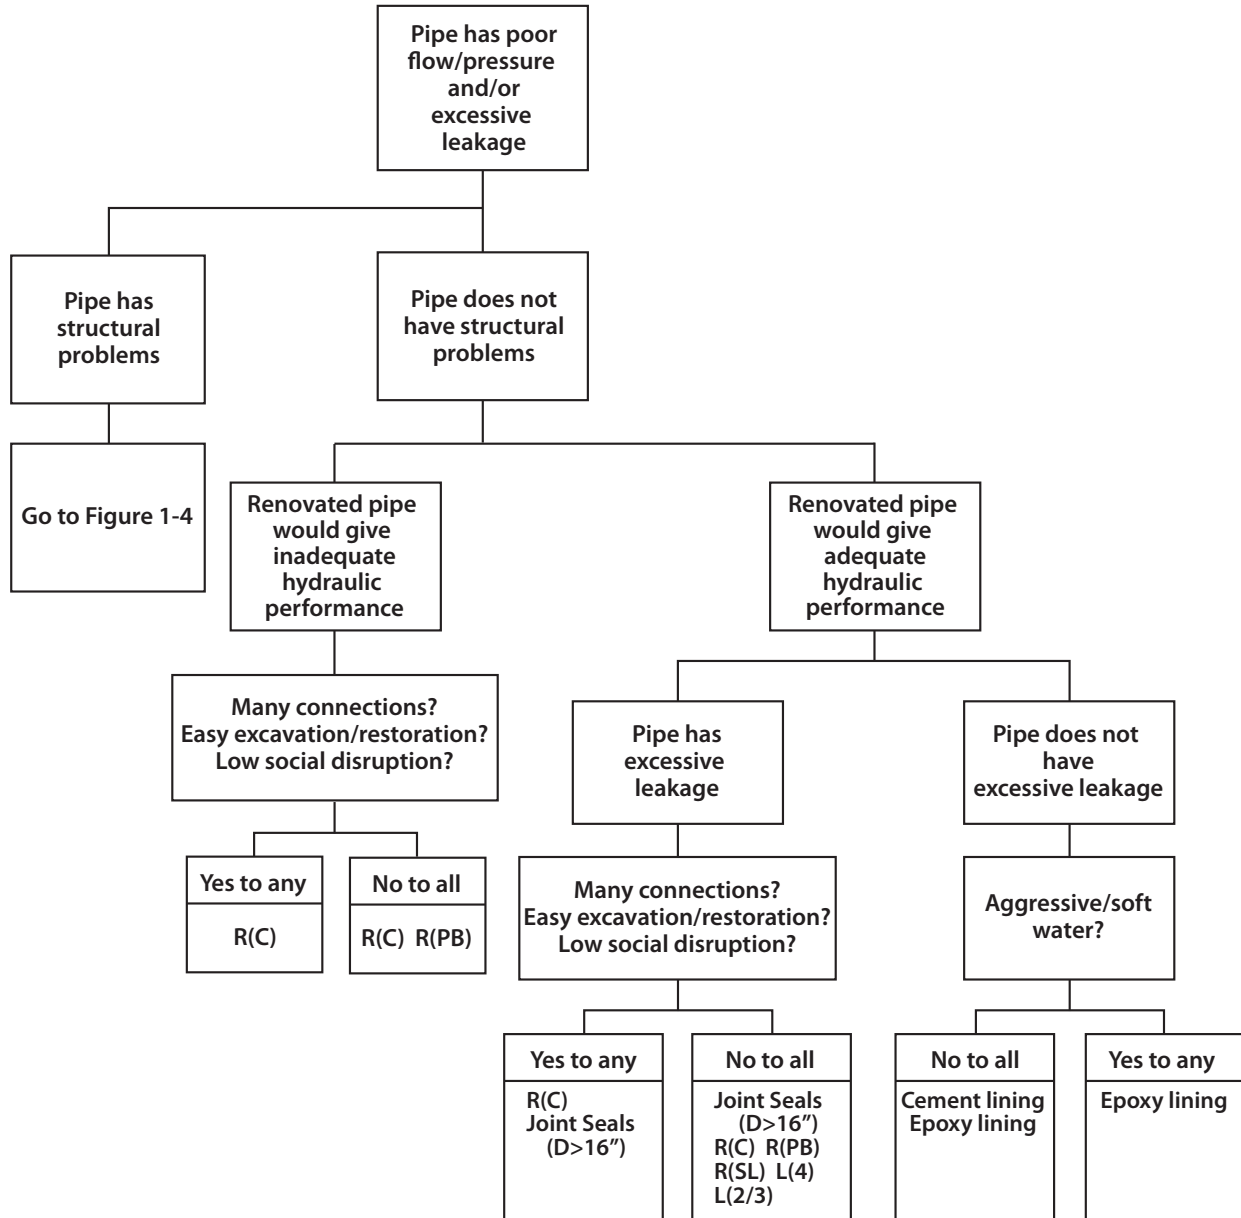 Pipe has poor
flow/pressure
and/or
excessive
leakage
Pipe has
structural
problems
Pipe does not
have structural
problems
Go to Figure 1-4
Renovated pipe
would give
inadequate
hydraulic
performance
Renovated pipe
would give
adequate
hydraulic
performance
Many connections?
Easy excavation/restoration?
Low social disruption?
Pipe has
excessive
leakage
Pipe does not
have
excessive leakage
Yes to any
R(C)
No to all
R(C) R(PB)
Many connections?
Easy excavation/restoration?
Low social disruption?
Aggressive/soft
water?
Yes to any
R(C)
Joint Seals
(D>16”)
No to all
Joint Seals
(D>16”)
R(C) R(PB)
R(SL) L(4)
L(2/3)
No to all
Cement lining
Epoxy lining
Yes to any
Epoxy lining